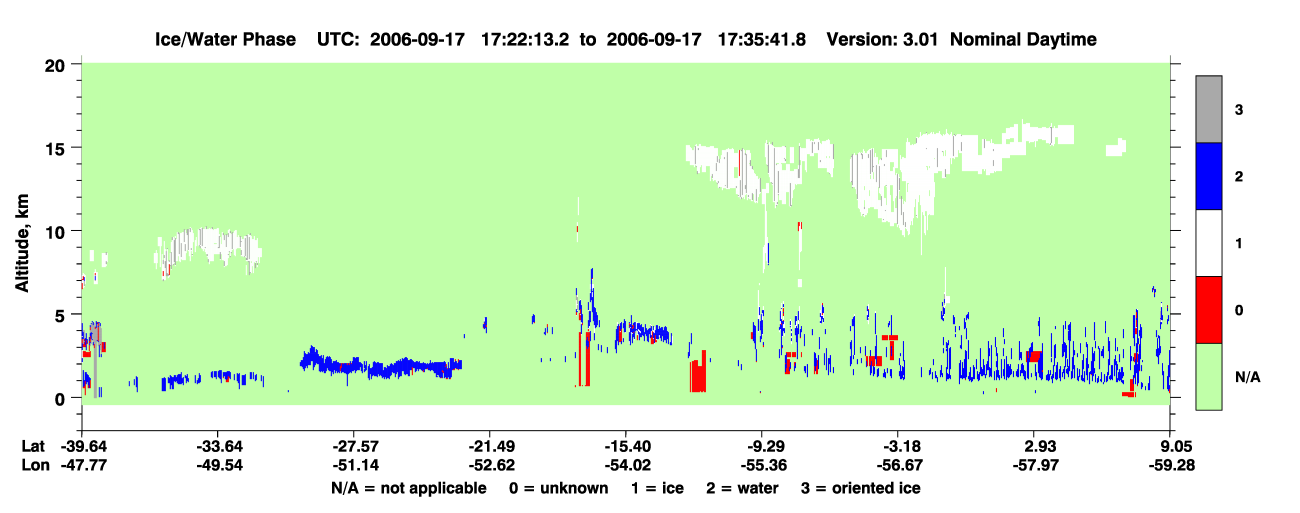 Ice/Water Phase UTC: 2006-09-17 17:22:13.2 to 2006-09-17 17:35:41.8 Version: 3.01 Nominal Daytime
20
15
10
5
0
Altitude, km
3
2
1
0
N/A
Lat -39.64 -33.64 -27.57 -21.49 -15.40 -9.29 -3.18 2.93 9.05
Lon -47.77 -49.54 -51.14 -52.62 -54.02 -55.36 -56.67 -57.97 -59.28
N/A = not applicable 0 = unknown 1 = ice 2 = water 3 = oriented ice